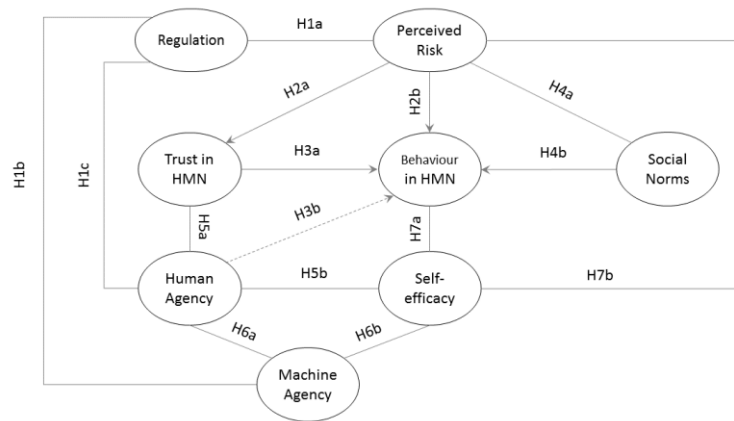 H1a
Regulation
Perceived
Risk
H2a
H2b
H4a
H1b
H1c
Trust in
HMN
H3a
Behaviour
in HMN
H4b
Social
Norms
H5a
H3b
H7a
Human
Agency
H5b
Self-
efficacy
H7b
H6a
H6b
Machine
Agency